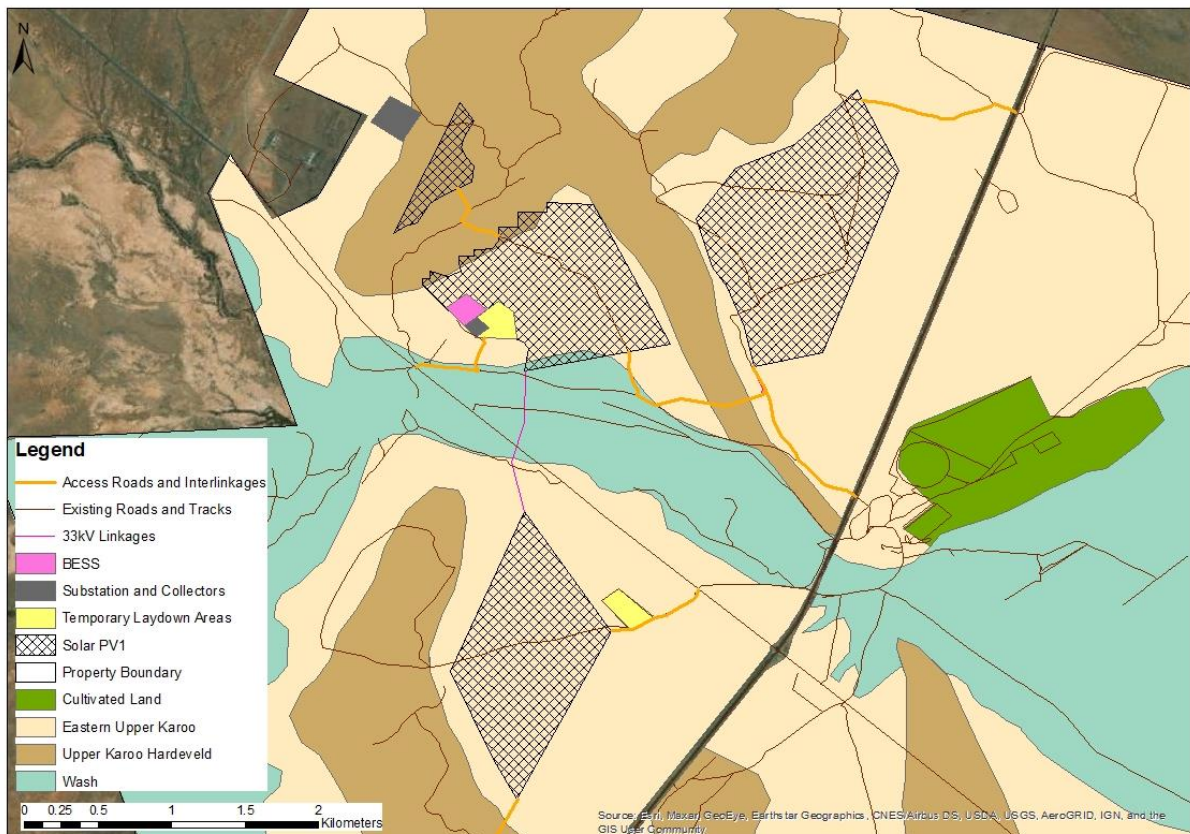 N
Legend
Access Roads and Interlinkages
Existing Roads and Tracks
33kV Linkages
BESS
Substation and Collectors
Temporary Laydown Areas
Solar PV1
Property Boundary
Cultivated Land
Eastern Upper Karoo
Upper Karoo Hardeveld
Wash
0 0.25 0.5 1 1.5 2
Kilometers
Source: Esri, Maxar, GeoEye, Earthstar Geographics, CNES/Airbus DS, USDA, USGS, AeroGRID, IGN, and the
GIS User Community